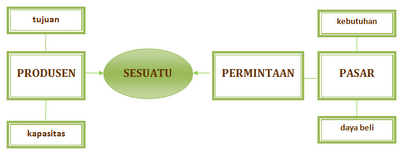 tujuan
kebutuhan
PRODUSEN
SESUATU
PERMINTAAN
PASAR
kapasitas
daya beli